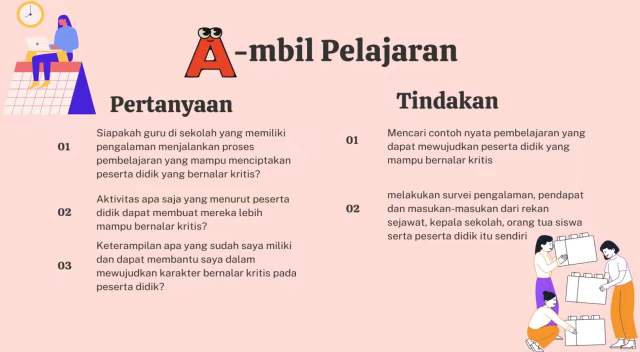 A-mbil Pelajaran
Pertanyaan
01
Siapakah guru di sekolah yang memiliki
pengalaman menjalankan proses
pembelajaran yang mampu menciptakan
peserta didik yang bernalar kritis?
02
Aktivitas apa saja yang menurut peserta
didik dapat membuat mereka lebih
mampu bernalar kritis?
03
Keterampilan apa yang sudah saya miliki
dan dapat membantu saya dalam
mewujudkan karakter bernalar kritis pada
peserta didik?
Tindakan
01
Mencari contoh nyata pembelajaran yang
dapat mewujudkan peserta didik yang
mampu bernalar kritis
02
melakukan survei pengalaman, pendapat
dan masukan-masukan dari rekan
sejawat, kepala sekolah, orang tua siswa
serta peserta didik itu sendiri